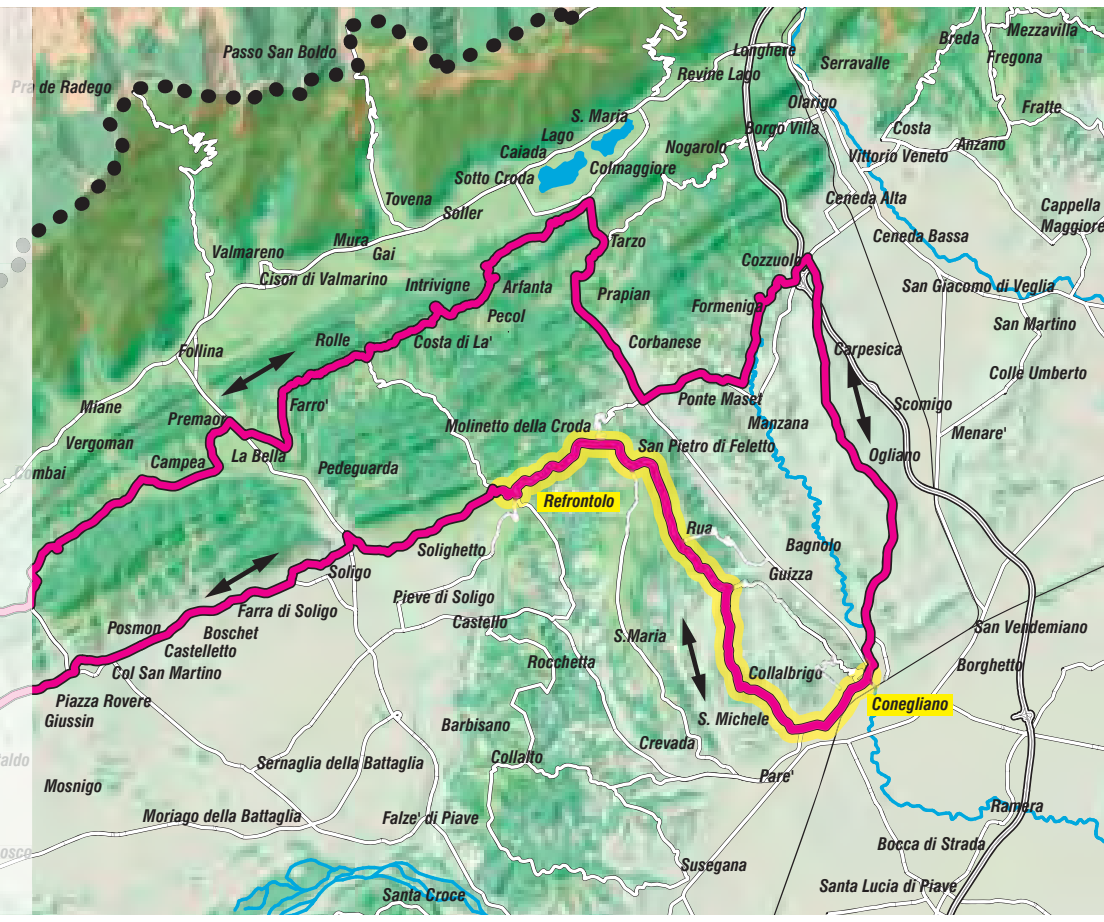 Passo San Boldo
Longhere
Breda
Mezzavilla
Fregona
Serravalle
Revine Lago
Pra de Radego
Olarigo
Fratte
S. Maria
Lago
Borgo Villa
Costa
Anzano
Caiada
Nogarolo
Vittorio Veneto
Colmaggiore
Sotto Croda
Tovena
Soller
Ceneda Alta
Cappella
Maggiore
Mura
Gai
Tarzo
Ceneda Bassa
Valmareno
Cozzuolo
Cison di Valmarino
Intrivigne
Arfanta
Prapian
San Giacomo di Veglia
Formeniga
Pecol
San Martino
Rolle
Costa di La'
Corbanese
Follina
Carpesica
Colle Umberto
Miane
Farro'
Ponte Maset
Scomigo
Premaor
Molinetto della Croda
Manzana
Menare'
Vergoman
La Bella
San Pietro di Feletto
Campea
Pedeguarda
Ogliano
Combai
Refrontolo
Rua
Solighetto
Bagnolo
Guizza
Soligo
Pieve di Soligo
Farra di Soligo
Castello
Posmon
Boschet
S.Maria
San Vendemiano
Castelletto
Rocchetta
Borghetto
Col San Martino
Collalbrigo
Piazza Rovere
Conegliano
Giussin
Barbisano
S. Michele
Crevada
Collalto
aldo
Sernaglia della Battaglia
Pare'
Mosnigo
Ramera
Moriago della Battaglia
Falze' di Piave
Bocca di Strada
osco
Susegana
Santa Croce
Santa Lucia di Piave